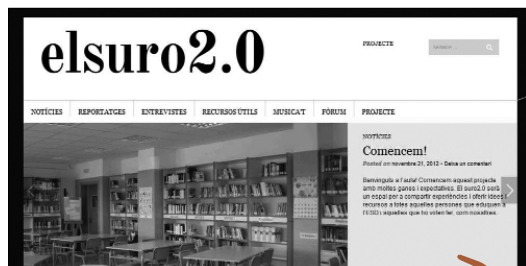 elsuro2.0
PROJECTE
NOTÍCIES REPORTATGES ENTREVISTES RECURSOS ÚTILS MUSICA'T FÒRUM PROJECTE
NOTÍCIES
Comencem!
Posted on novembre 21, 2012 - Deixa un comentari
Benvinguts a l'aula! Comencem aquest projecte
amb moltes ganes i expectatives. El suro2.0 serà
un espai per a compartir experiències i oferir idees i
recursos a totes aquelles persones que eduquen a
l'ESO i aquelles que ho volen fer, com nosaltres.